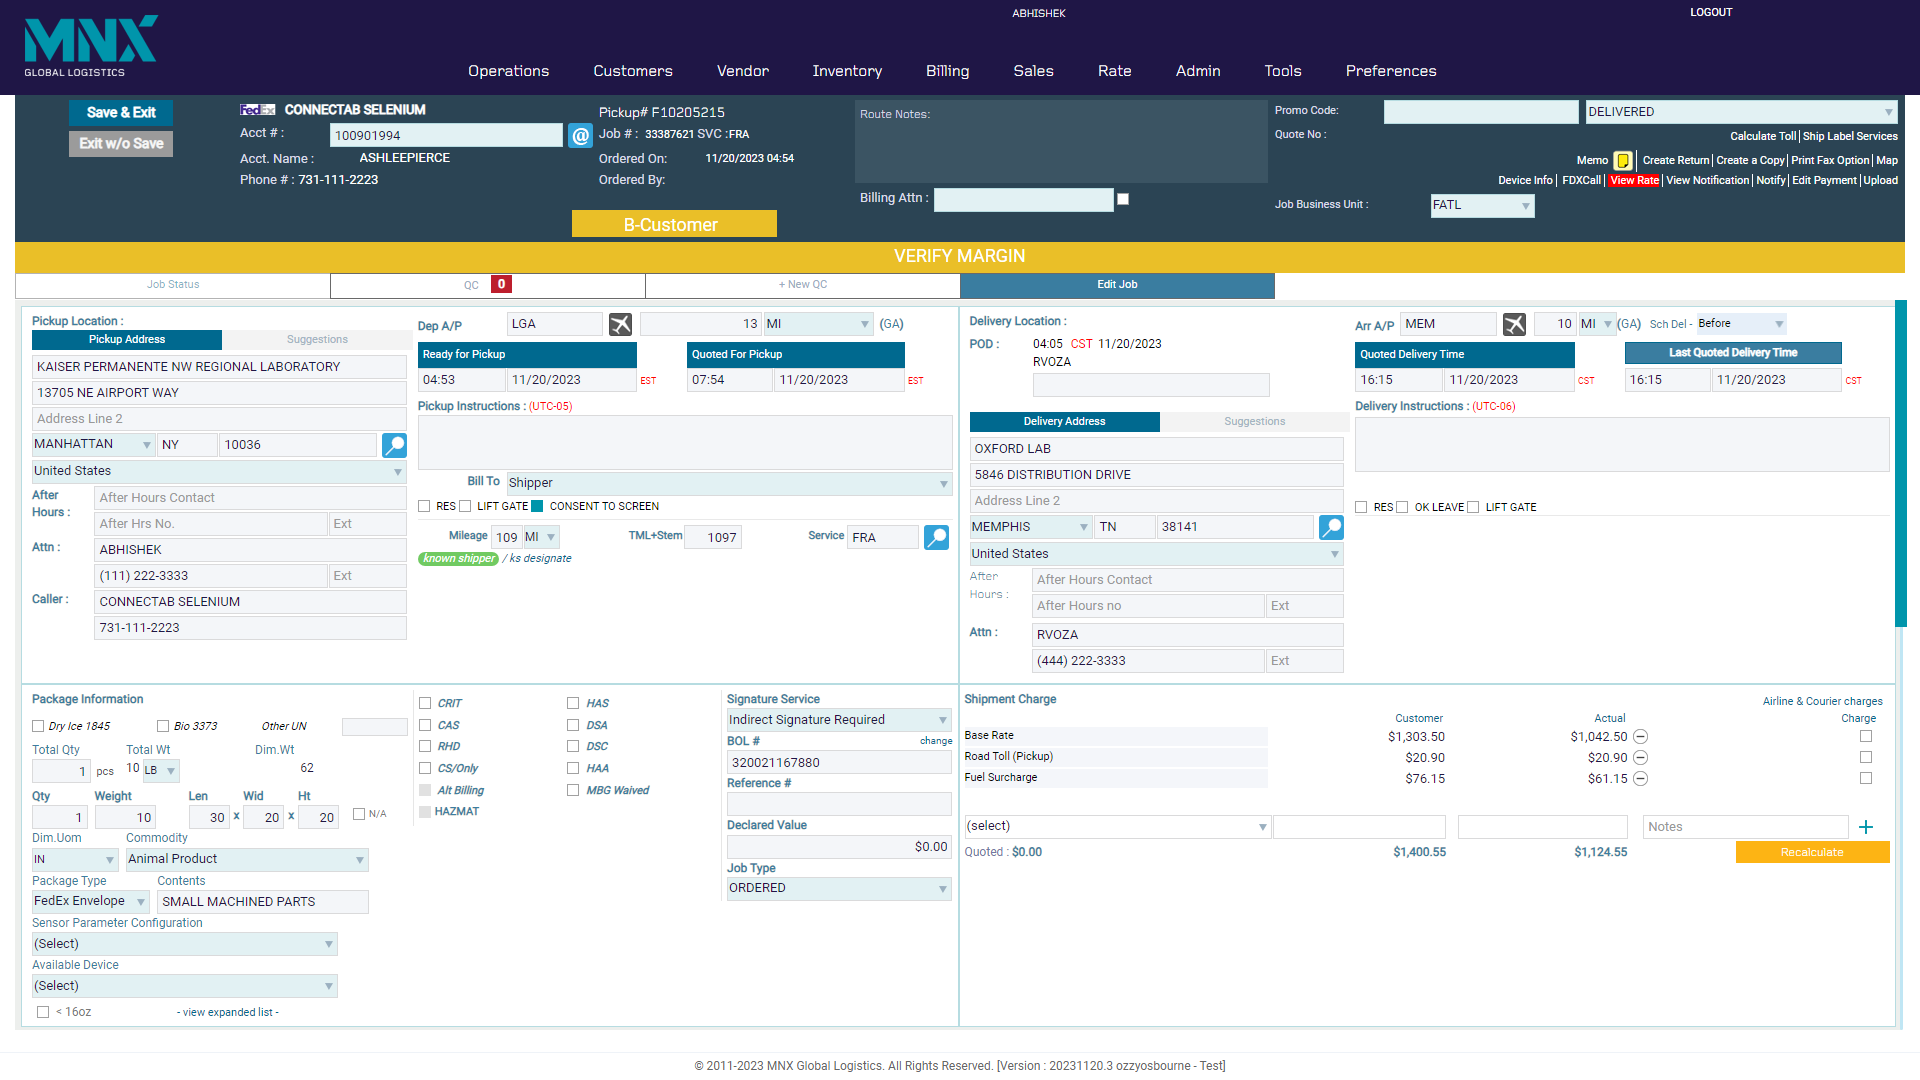 ABHISHEK
LOGOUT
MNX
GLOBAL LOGISTICS
Operations Customers Vendor Inventory Billing Sales Rate Admin Tools Preferences
Save & Exit
Exit w/o Save
FedEx CONNECTAB SELENIUM
Acct # : 100901994 @
Acct. Name : ASHLEEPIERCE
Phone # : 731-111-2223
Pickup# F10205215
Job # : 33387621 SVC :FRA
Ordered On: 11/20/2023 04:54
Ordered By:
B-Customer
Route Notes:
Billing Attn :
Promo Code: DELIVERED
Quote No :
Calculate Toll | Ship Label Services
Memo | Create Return | Create a Copy | Print Fax Option | Map
Device Info | FDXCall | View Rate | View Notification | Notify | Edit Payment | Upload
Job Business Unit : FATL
VERIFY MARGIN
Job Status QC 0 + New QC Edit Job
Pickup Location :
Pickup Address Suggestions
KAISER PERMANENTE NW REGIONAL LABORATORY
13705 NE AIRPORT WAY
Address Line 2
MANHATTAN NY 10036
United States
After Hours : After Hours Contact
After Hrs No. Ext
Attn : ABHISHEK
(111) 222-3333 Ext
Caller : CONNECTAB SELENIUM
731-111-2223
Dep A/P LGA 13 MI (GA)
Ready for Pickup Quoted For Pickup
04:53 11/20/2023 EST 07:54 11/20/2023 EST
Pickup Instructions : (UTC-05)
Bill To Shipper
RES LIFT GATE CONSENT TO SCREEN
Mileage 109 MI TML+Stem 1097 Service FRA
known shipper / ks designate
Delivery Location :
POD : 04:05 CST 11/20/2023
RVOZA
Delivery Address Suggestions
OXFORD LAB
5846 DISTRIBUTION DRIVE
Address Line 2
MEMPHIS TN 38141
United States
After Hours : After Hours Contact
After Hours no Ext
Attn : RVOZA
(444) 222-3333 Ext
Arr A/P MEM 10 MI (GA) Sch Del - Before
Quoted Delivery Time Last Quoted Delivery Time
16:15 11/20/2023 CST 16:15 11/20/2023 CST
Delivery Instructions : (UTC-06)
RES OK LEAVE LIFT GATE
Package Information
Dry Ice 1845 Bio 3373 Other UN
Total Qty Total Wt Dim.Wt
1 pcs 10 LB 62
Qty Weight Len Wid Ht
1 10 30 x 20 x 20 N/A
Dim.Uom Commodity
IN Animal Product
Package Type Contents
FedEx Envelope SMALL MACHINED PARTS
Sensor Parameter Configuration
(Select)
Available Device
(Select)
< 16oz - view expanded list -
CRIT HAS
CAS DSA
RHD DSC
CS/Only HAA
Alt Billing MBG Waived
HAZMAT
Signature Service
Indirect Signature Required
BOL # change
320021167880
Reference #
Declared Value
$0.00
Job Type
ORDERED
Shipment Charge
Airline & Courier charges
Customer Actual Charge
Base Rate $1,303.50 $1,042.50
Road Toll (Pickup) $20.90 $20.90
Fuel Surcharge $76.15 $61.15
(select) Notes +
Quoted : $0.00 $1,400.55 $1,124.55 Recalculate
© 2011-2023 MNX Global Logistics. All Rights Reserved. [Version : 20231120.3 ozzyosbourne - Test]